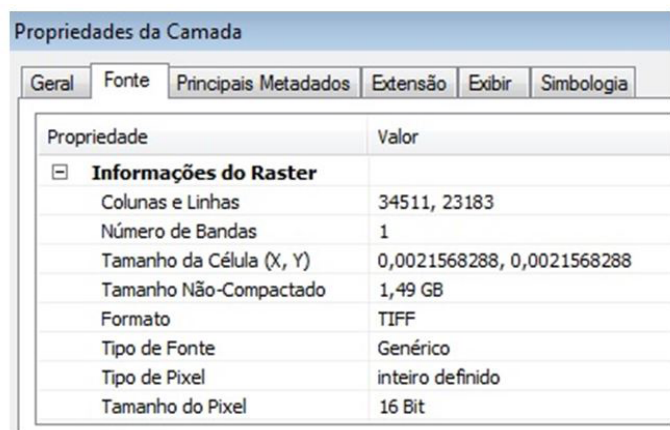 Propriedades da Camada
Geral Fonte Principais Metadados Extensão Exibir Simbologia
Propriedade Valor
Informações do Raster
Colunas e Linhas 34511, 23183
Número de Bandas 1
Tamanho da Célula (X, Y) 0,0021568288, 0,0021568288
Tamanho Não-Compactado 1,49 GB
Formato TIFF
Tipo de Fonte Genérico
Tipo de Pixel inteiro definido
Tamanho do Pixel 16 Bit